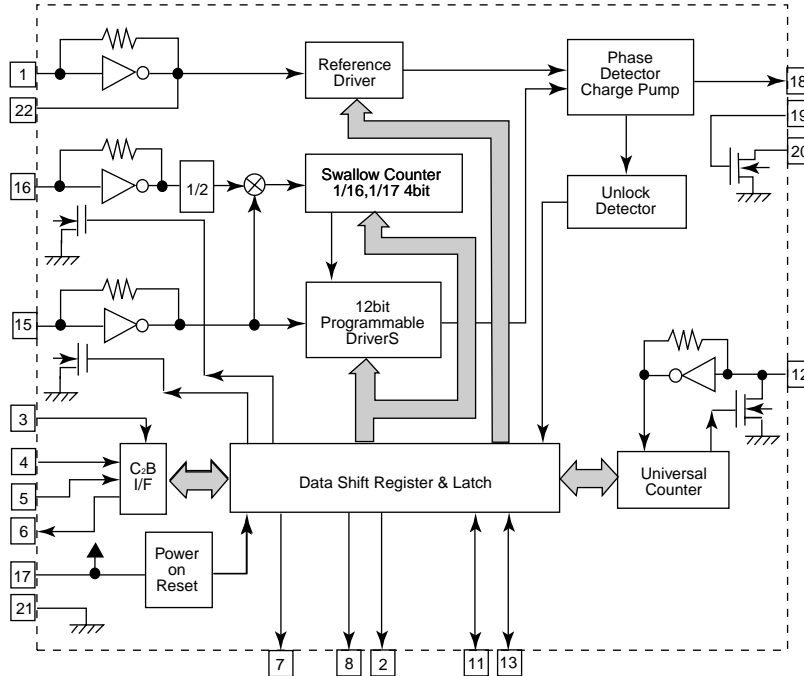 1
Reference
Driver
Phase
Detector
Charge Pump
18
22
19
20
16
1/2
Swallow Counter
1/16,1/17 4bit
Unlock
Detector
15
12bit
Programmable
DriverS
12
3
4
5
6
C₂B
I/F
Data Shift Register & Latch
Universal
Counter
17
Power
on
Reset
21
7
8
2
11
13